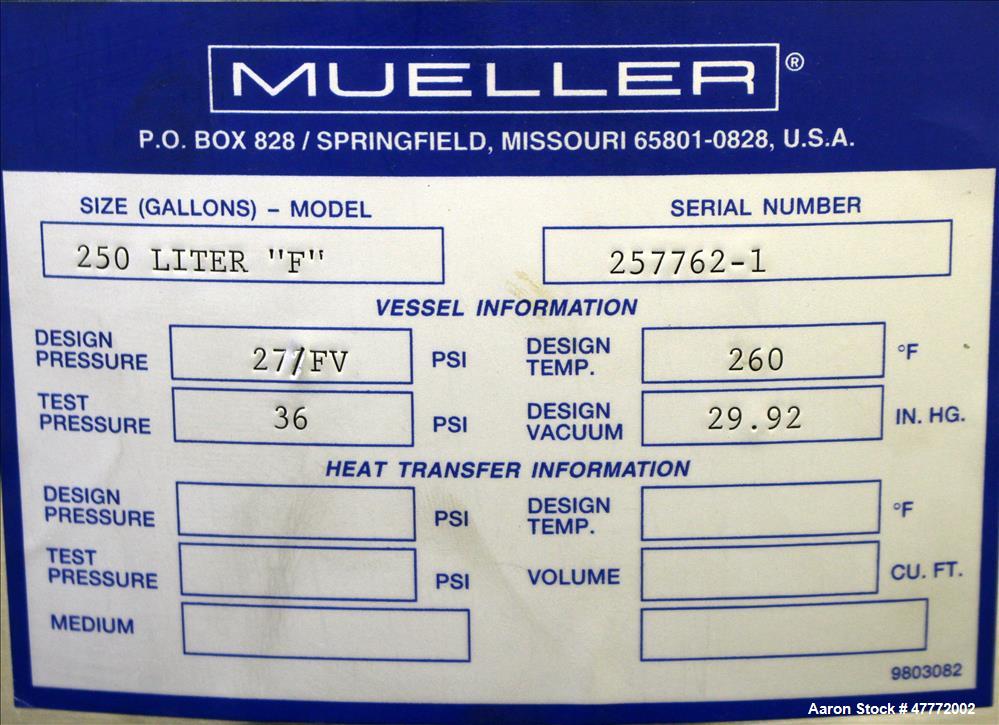 MUELLER®
P.O. BOX 828 / SPRINGFIELD, MISSOURI 65801-0828, U.S.A.
SIZE (GALLONS) – MODEL SERIAL NUMBER
250 LITER "F" 257762-1
VESSEL INFORMATION
DESIGN PRESSURE 27/FV PSI DESIGN TEMP. 260 °F
TEST PRESSURE 36 PSI DESIGN VACUUM 29.92 IN. HG.
HEAT TRANSFER INFORMATION
DESIGN PRESSURE PSI DESIGN TEMP. °F
TEST PRESSURE PSI VOLUME CU. FT.
MEDIUM
9803082
Aaron Stock # 47772002